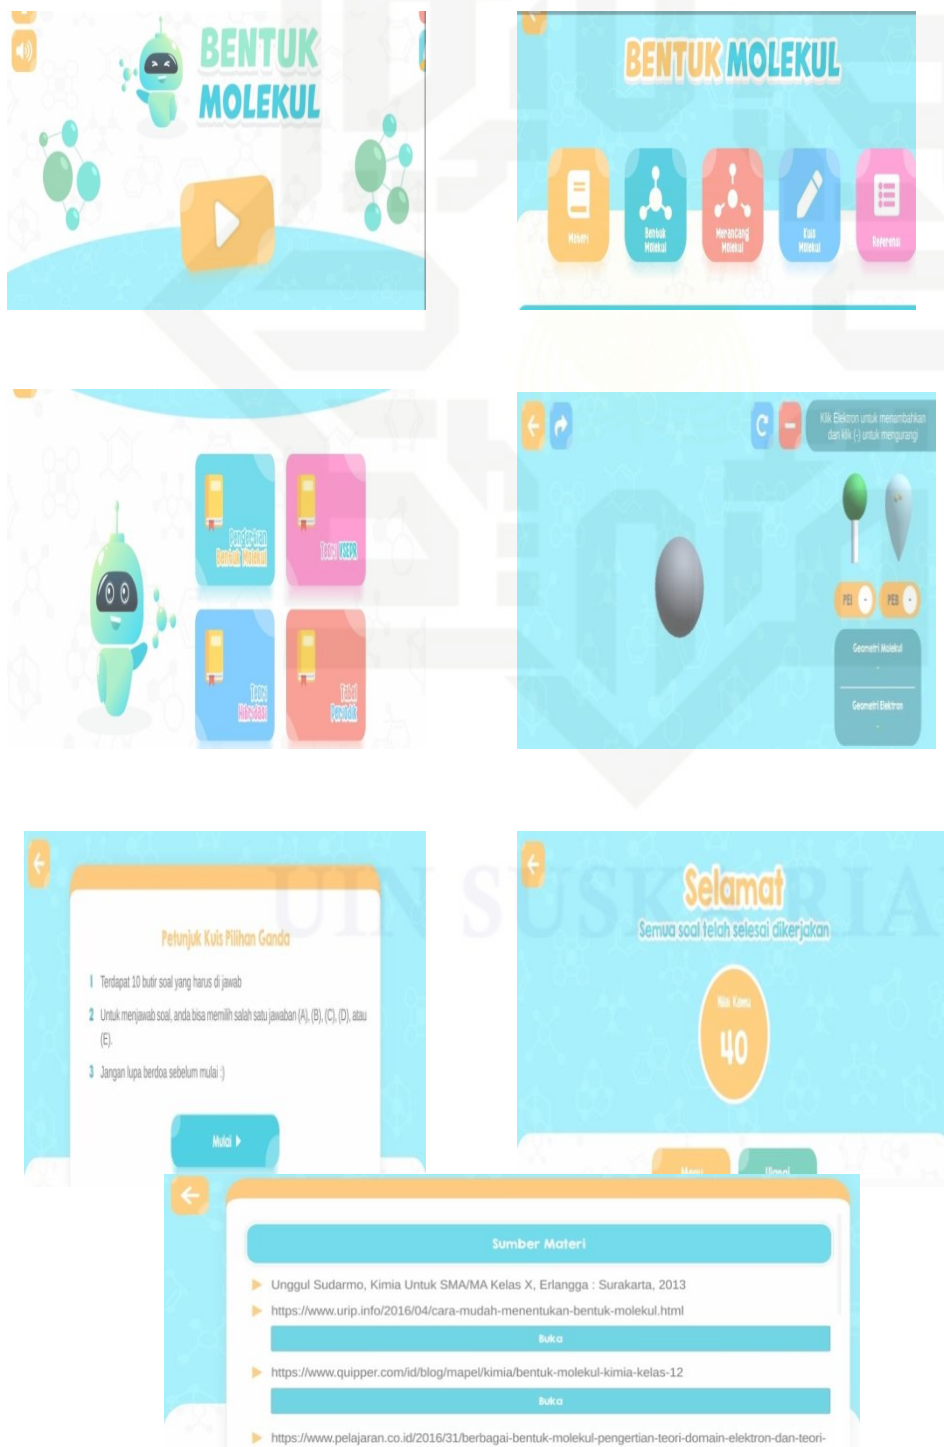 BENTUK
MOLEKUL
BENTUK MOLEKUL
Materi
Bentuk
Molekul
Merancang
Molekul
Kuis
Molekul
Referensi
Pengertian
Bentuk Molekul
Teori VSEPR
Teori
Hibridisasi
Tabel
Periodik
Klik Elektron untuk menambahkan
dan klik (-) untuk mengurangi
PEI -
PEB -
Geometri Molekul
-
Geometri Elektron
-
Petunjuk Kuis Pilihan Ganda
1 Terdapat 10 butir soal yang harus di jawab
2 Untuk menjawab soal, anda bisa memilih salah satu jawaban (A), (B), (C), (D), atau
(E).
3 Jangan lupa berdoa sebelum mulai :)
Mulai
Selamat
Semua soal telah selesai dikerjakan
Nilai Kamu
40
Menu
Ulangi
UIN SUSKA RIA
Sumber Materi
Unggul Sudarmo, Kimia Untuk SMA/MA Kelas X, Erlangga : Surakarta, 2013
https://www.urip.info/2016/04/cara-mudah-menentukan-bentuk-molekul.html
Buka
https://www.quipper.com/id/blog/mapel/kimia/bentuk-molekul-kimia-kelas-12
Buka
https://www.pelajaran.co.id/2016/31/berbagai-bentuk-molekul-pengertian-teori-domain-elektron-dan-teori-